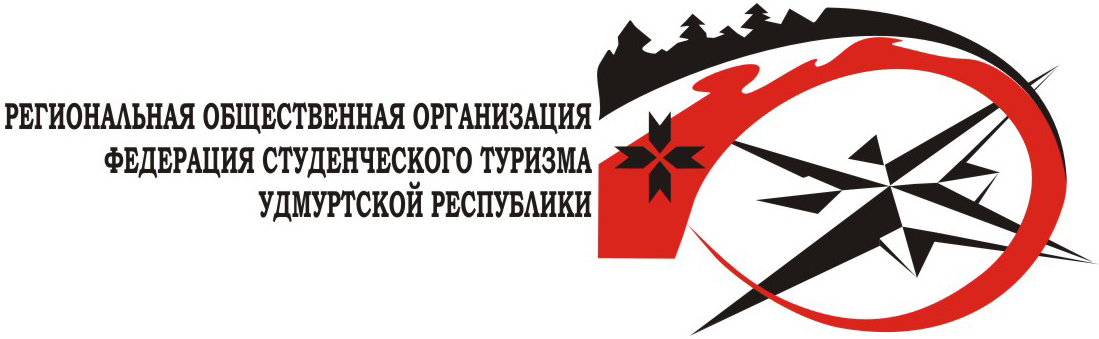 РЕГИОНАЛЬНАЯ ОБЩЕСТВЕННАЯ ОРГАНИЗАЦИЯ
ФЕДЕРАЦИЯ СТУДЕНЧЕСКОГО ТУРИЗМА
УДМУРТСКОЙ РЕСПУБЛИКИ